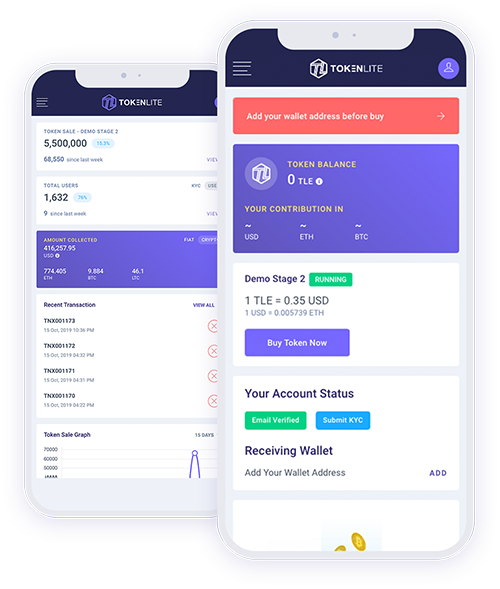 TOKENLITE
TOKEN SALE - DEMO STAGE 2
5,500,000 15.3%
68,550 since last week VIEW
TOTAL USERS KYC USE
1,632 76%
9 since last week VIEW
AMOUNT COLLECTED FIAT CRYPT
416,257.95
USD
774.405 9.884 46.1
ETH BTC LTC
Recent Transaction VIEW ALL
TNX001173
15 Oct, 2019 10:36 PM
TNX001172
15 Oct, 2019 04:32 PM
TNX001171
15 Oct, 2019 04:31 PM
TNX001170
15 Oct, 2019 04:22 PM
Token Sale Graph 15 DAYS
70000
60000
50000
TOKENLITE
Add your wallet address before buy
TOKEN BALANCE
0 TLE
YOUR CONTRIBUTION IN
~ ~ ~
USD ETH BTC
Demo Stage 2 RUNNING
1 TLE = 0.35 USD
1 USD = 0.005739 ETH
Buy Token Now
Your Account Status
Email Verified Submit KYC
Receiving Wallet
Add Your Wallet Address ADD